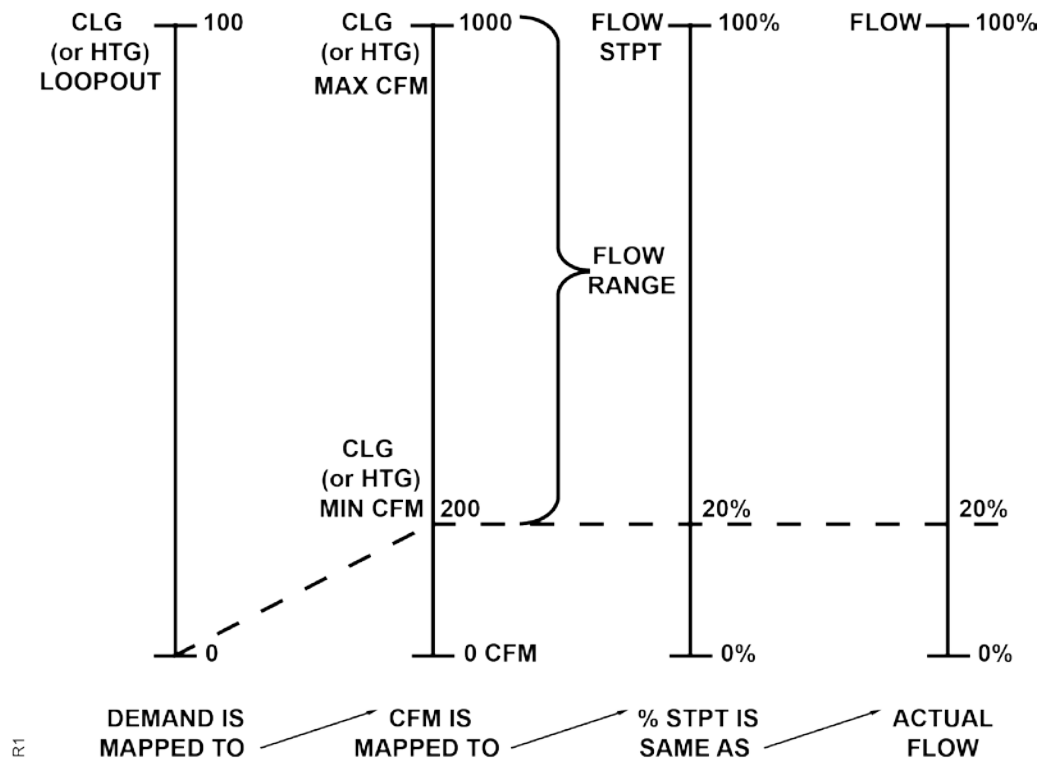 CLG
(or HTG)
LOOPOUT
100
0
CLG
(or HTG)
MAX CFM
1000
CLG
(or HTG)
MIN CFM
200
0 CFM
FLOW
RANGE
FLOW
STPT
100%
20%
0%
FLOW
100%
20%
0%
DEMAND IS
MAPPED TO
CFM IS
MAPPED TO
% STPT IS
SAME AS
ACTUAL
FLOW
R1